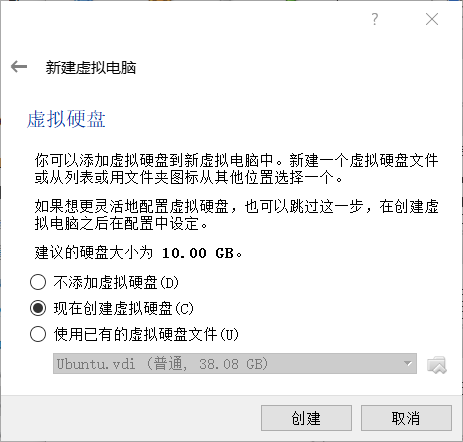 ?
新建虚拟电脑
虚拟硬盘
你可以添加虚拟硬盘到新虚拟电脑中。新建一个虚拟硬盘文件
或从列表或用文件夹图标从其他位置选择一个。
如果想更灵活地配置虚拟硬盘，也可以跳过这一步，在创建虚
拟电脑之后在配置中设定。
建议的硬盘大小为 10.00 GB。
不添加虚拟硬盘(D)
现在创建虚拟硬盘(C)
使用已有的虚拟硬盘文件(U)
Ubuntu.vdi (普通, 38.08 GB)
创建 取消